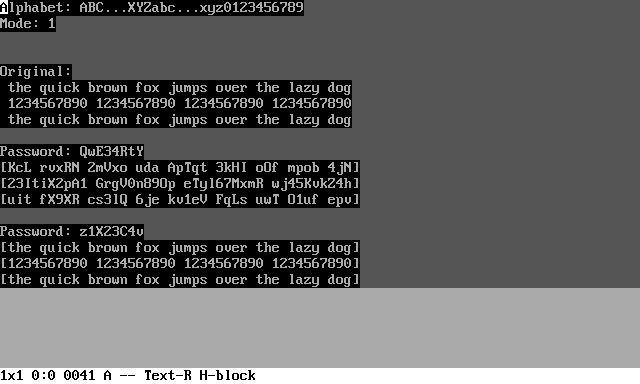 Alphabet: ABC...XYZabc...xyz0123456789
Mode: 1
Original:
the quick brown fox jumps over the lazy dog
1234567890 1234567890 1234567890 1234567890
the quick brown fox jumps over the lazy dog
Password: QwE34RtY
[KcL rvxRN 2mVxo uda ApTqt 3kHI oOf mpob 4jN]
[23ItiX2pA1 GrgV0n89Op eTyl67MxmR wj45KvkZ4h]
[uit fX9XR cs3lQ 6je kv1eV FqLs uwT O1uf epv]
Password: z1X23C4v
[the quick brown fox jumps over the lazy dog]
[1234567890 1234567890 1234567890 1234567890]
[the quick brown fox jumps over the lazy dog]
1x1 0:0 0041 A -- Text-R H-block